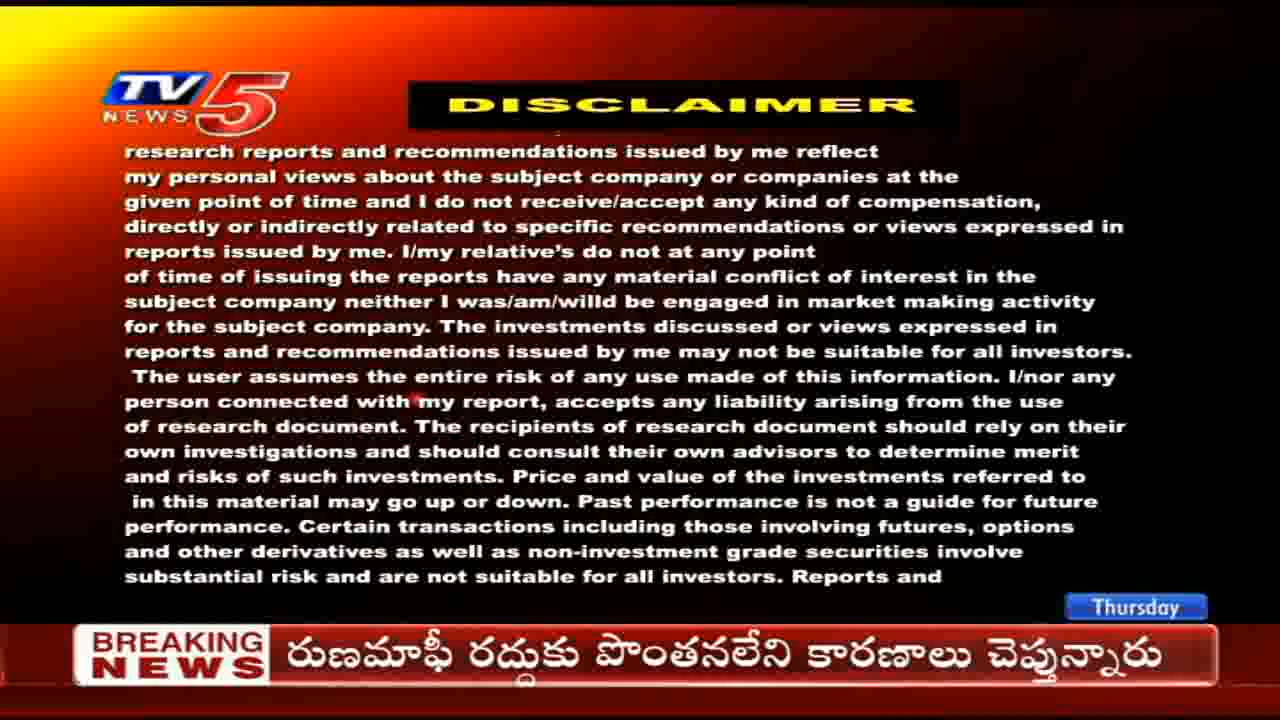 TV5
NEWS
DISCLAIMER
research reports and recommendations issued by me reflect
my personal views about the subject company or companies at the
given point of time and I do not receive/accept any kind of compensation,
directly or indirectly related to specific recommendations or views expressed in
reports issued by me. I/my relative's do not at any point
of time of issuing the reports have any material conflict of interest in the
subject company neither I was/am/willd be engaged in market making activity
for the subject company. The investments discussed or views expressed in
reports and recommendations issued by me may not be suitable for all investors.
The user assumes the entire risk of any use made of this information. I/nor any
person connected with my report, accepts any liability arising from the use
of research document. The recipients of research document should rely on their
own investigations and should consult their own advisors to determine merit
and risks of such investments. Price and value of the investments referred to
in this material may go up or down. Past performance is not a guide for future
performance. Certain transactions including those involving futures, options
and other derivatives as well as non-investment grade securities involve
substantial risk and are not suitable for all investors. Reports and
Thursday
BREAKING
NEWS
రుణమాఫీ రద్దుకు పొంతనలేని కారణాలు చెప్తున్నారు